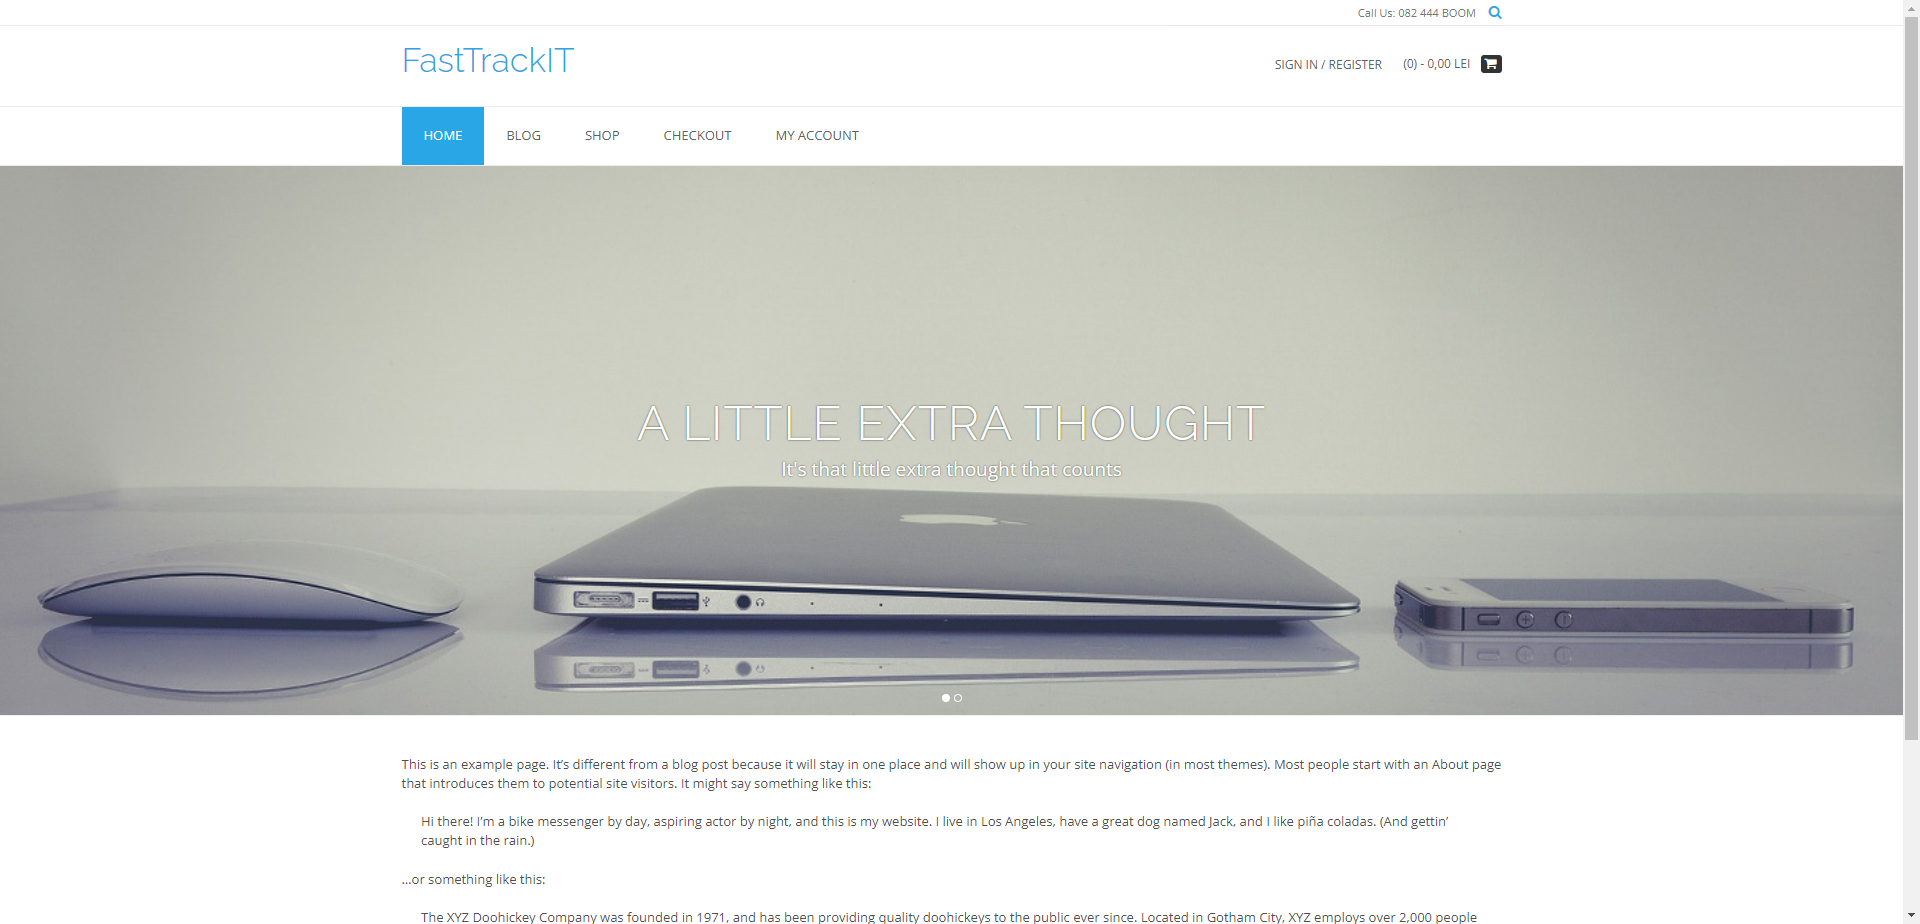 Call Us: 082 444 BOOM
FastTrackIT
SIGN IN / REGISTER (0) - 0,00 LEI
HOME BLOG SHOP CHECKOUT MY ACCOUNT
A LITTLE EXTRA THOUGHT
It's that little extra thought that counts
This is an example page. It’s different from a blog post because it will stay in one place and will show up in your site navigation (in most themes). Most people start with an About page
that introduces them to potential site visitors. It might say something like this:
Hi there! I’m a bike messenger by day, aspiring actor by night, and this is my website. I live in Los Angeles, have a great dog named Jack, and I like piña coladas. (And gettin’
caught in the rain.)
…or something like this:
The XYZ Doohickey Company was founded in 1971, and has been providing quality doohickeys to the public ever since. Located in Gotham City, XYZ employs over 2,000 people